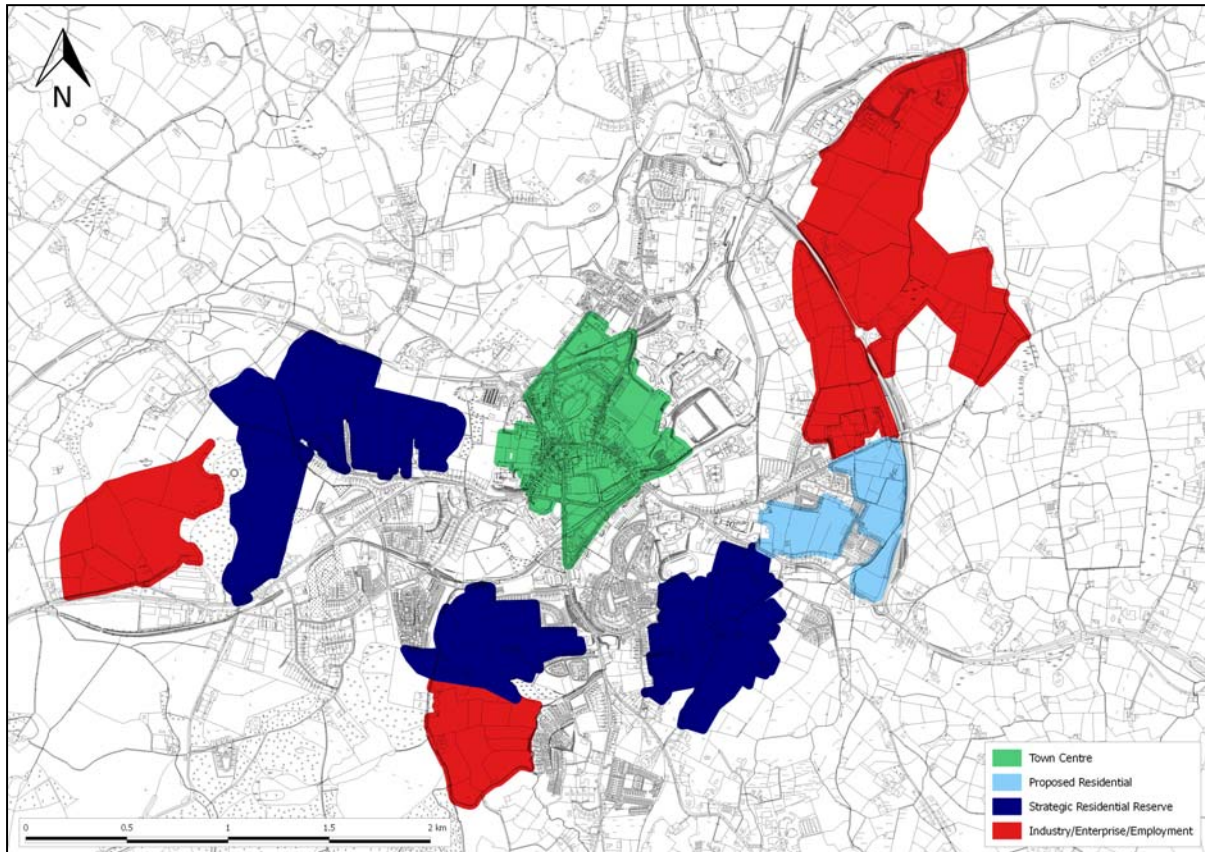 N
Town Centre
Proposed Residential
Strategic Residential Reserve
Industry/Enterprise/Employment
0 0.5 1 1.5 2 km